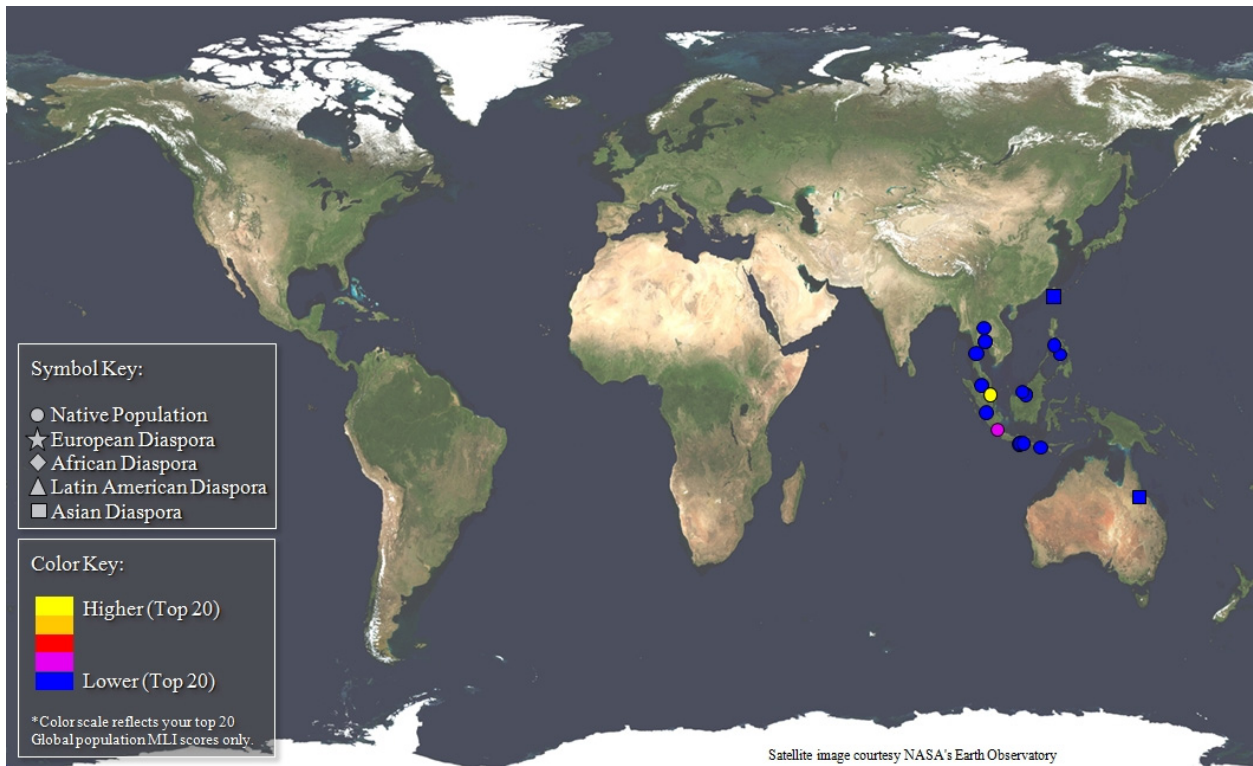 Symbol Key:
Native Population
European Diaspora
African Diaspora
Latin American Diaspora
Asian Diaspora
Color Key:
Higher (Top 20)
Lower (Top 20)
*Color scale reflects your top 20
Global population MLI scores only.
Satellite image courtesy NASA's Earth Observatory